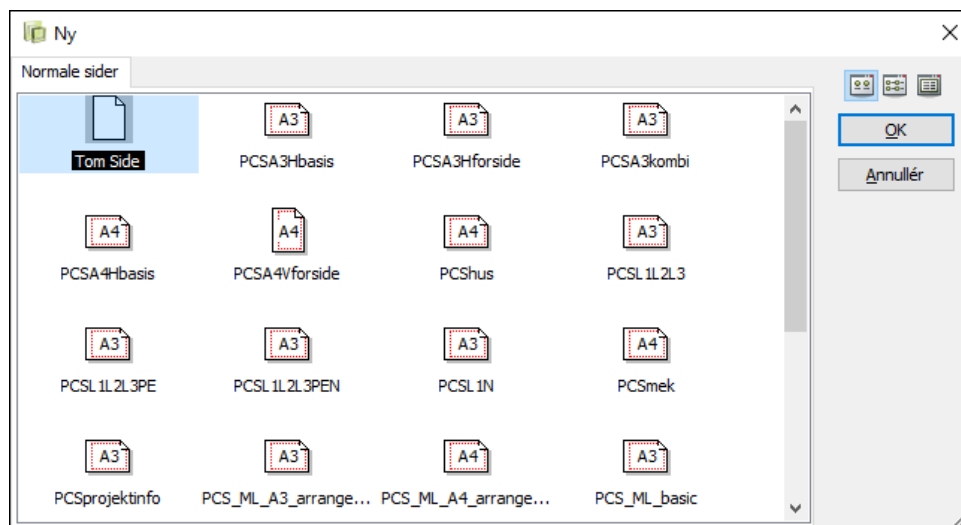 Ny
Normale sider
A3 A3 A3
Tom Side PCSA3Hbasis PCSA3Hforside PCSA3kombi
OK
Annullér
A4 A4 A4 A3
PCSA4Hbasis PCSA4Vforside PCShus PCSL1L2L3
A3 A3 A3 A4
PCSL1L2L3PE PCSL1L2L3PEN PCSL1N PCSmek
A3 A3 A4 A3
PCSprojektinfo PCS_ML_A3_arrange... PCS_ML_A4_arrange... PCS_ML_basic